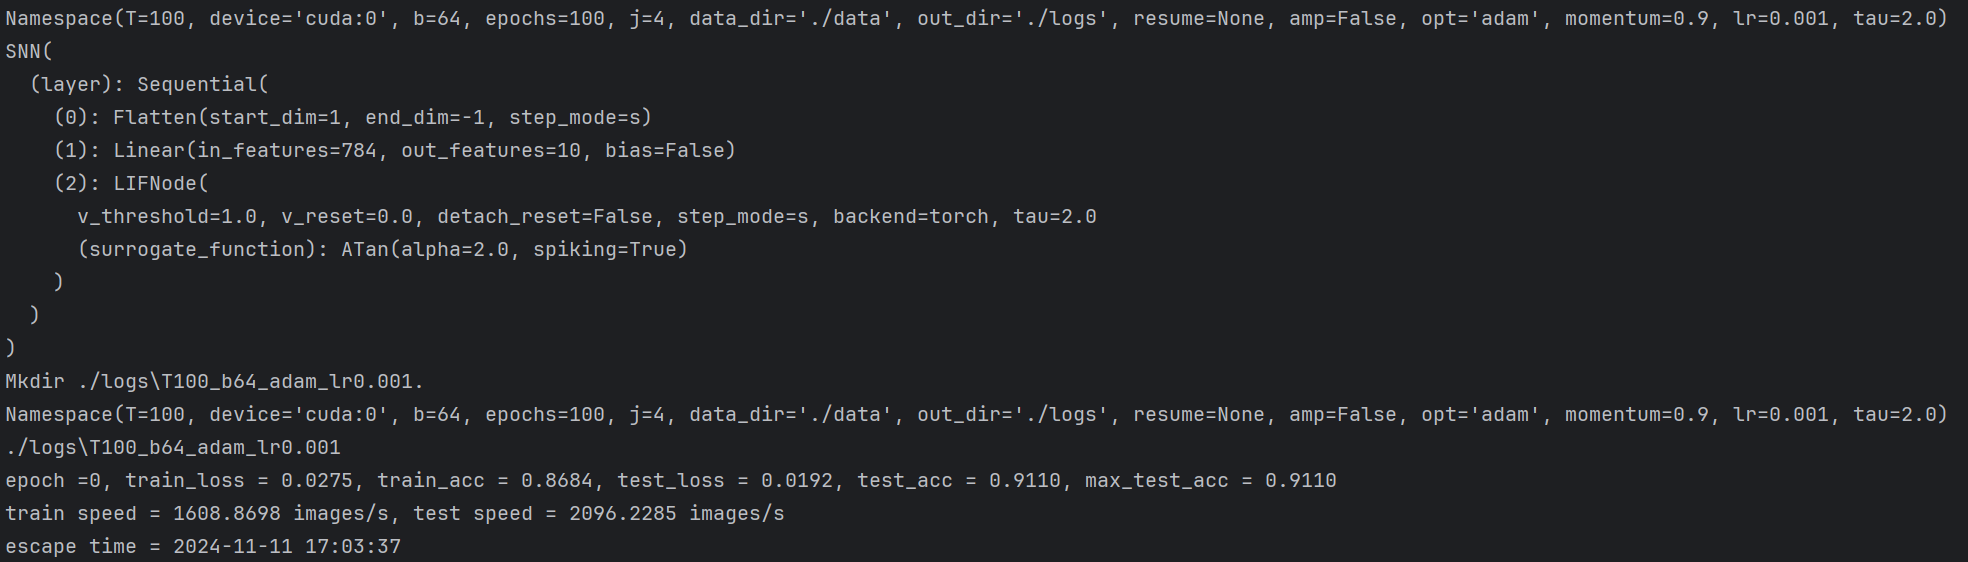 Namespace(T=100, device='cuda:0', b=64, epochs=100, j=4, data_dir='./data', out_dir='./logs', resume=None, amp=False, opt='adam', momentum=0.9, lr=0.001, tau=2.0)
SNN(
  (layer): Sequential(
    (0): Flatten(start_dim=1, end_dim=-1, step_mode=s)
    (1): Linear(in_features=784, out_features=10, bias=False)
    (2): LIFNode(
      v_threshold=1.0, v_reset=0.0, detach_reset=False, step_mode=s, backend=torch, tau=2.0
      (surrogate_function): ATan(alpha=2.0, spiking=True)
    )
  )
)
Mkdir ./logs\T100_b64_adam_lr0.001.
Namespace(T=100, device='cuda:0', b=64, epochs=100, j=4, data_dir='./data', out_dir='./logs', resume=None, amp=False, opt='adam', momentum=0.9, lr=0.001, tau=2.0)
./logs\T100_b64_adam_lr0.001
epoch =0, train_loss = 0.0275, train_acc = 0.8684, test_loss = 0.0192, test_acc = 0.9110, max_test_acc = 0.9110
train speed = 1608.8698 images/s, test speed = 2096.2285 images/s
escape time = 2024-11-11 17:03:37